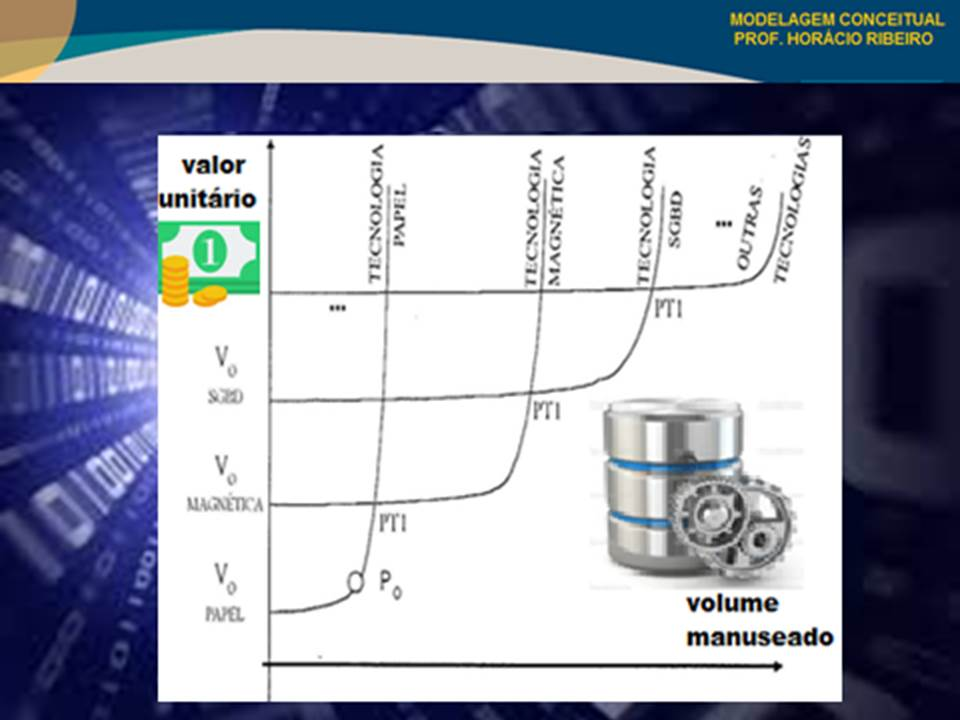 MODELAGEM CONCEITUAL
PROF. HORÁCIO RIBEIRO
valor
unitário
1
TECNOLOGIA
PAPEL
TECNOLOGIA
MAGNÉTICA
TECNOLOGIA
SGBD
...
OUTRAS
TECNOLOGIAS
...
PT1
V0
SGBD
PT1
V0
MAGNÉTICA
PT1
V0
PAPEL
P0
volume
manuseado